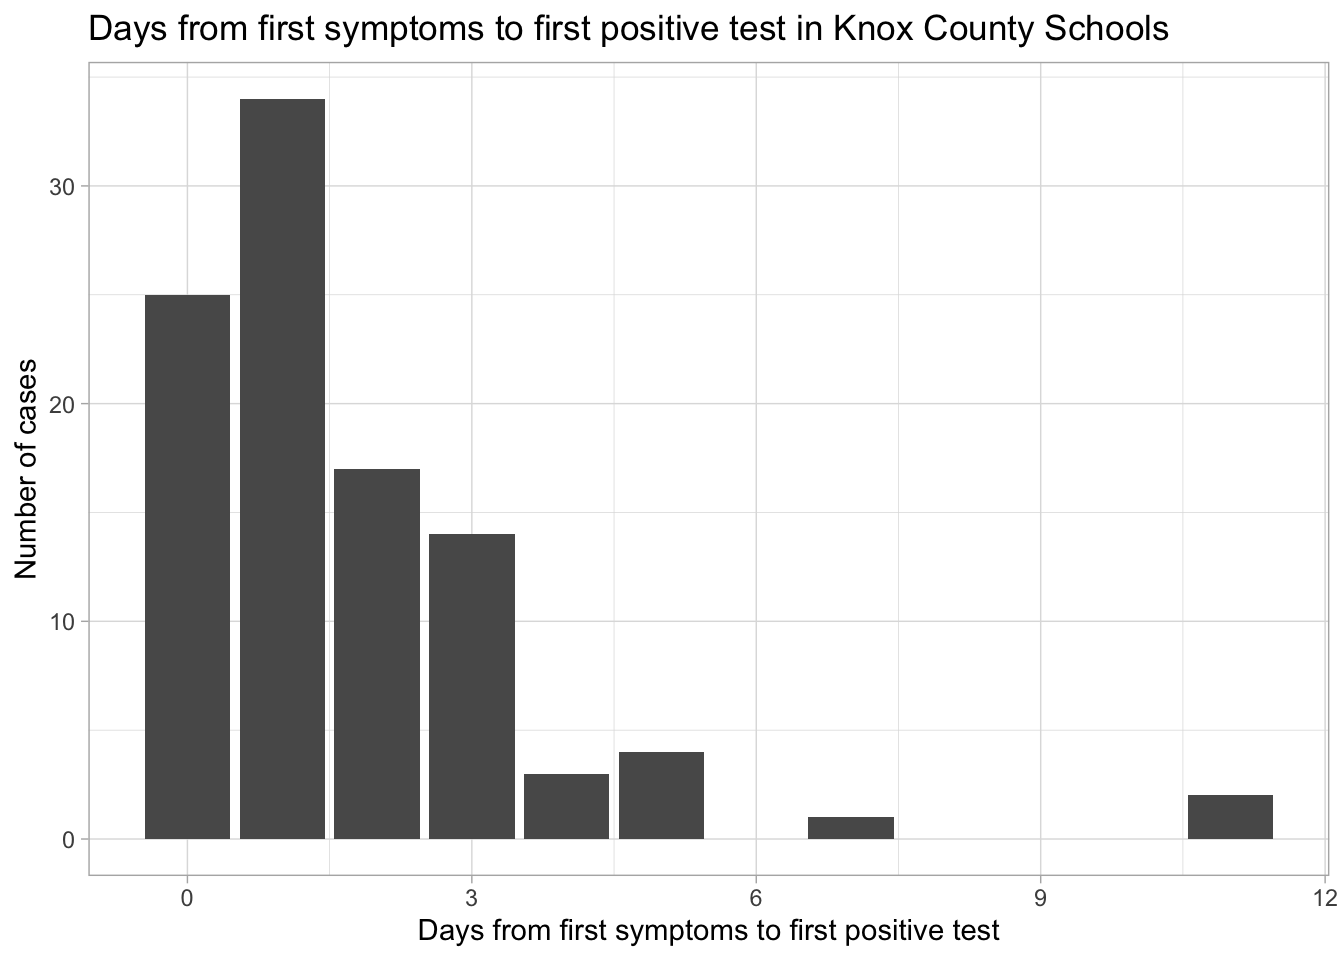 Days from first symptoms to first positive test in Knox County Schools
Number of cases
30
20
10
0
0 3 6 9 12
Days from first symptoms to first positive test